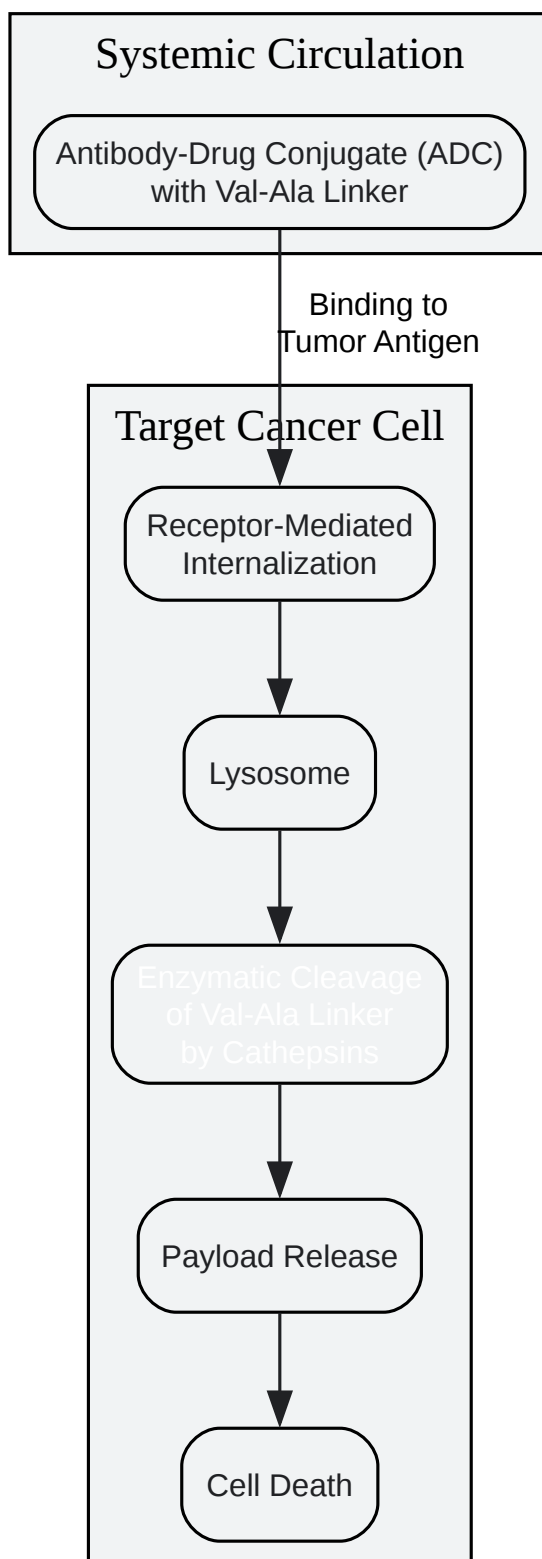 Systemic Circulation
Antibody-Drug Conjugate (ADC)
with Val-Ala Linker
Binding to
Tumor Antigen
Target Cancer Cell
Receptor-Mediated
Internalization
Lysosome
Enzymatic Cleavage
of Val-Ala Linker
by Cathepsins
Payload Release
Cell Death